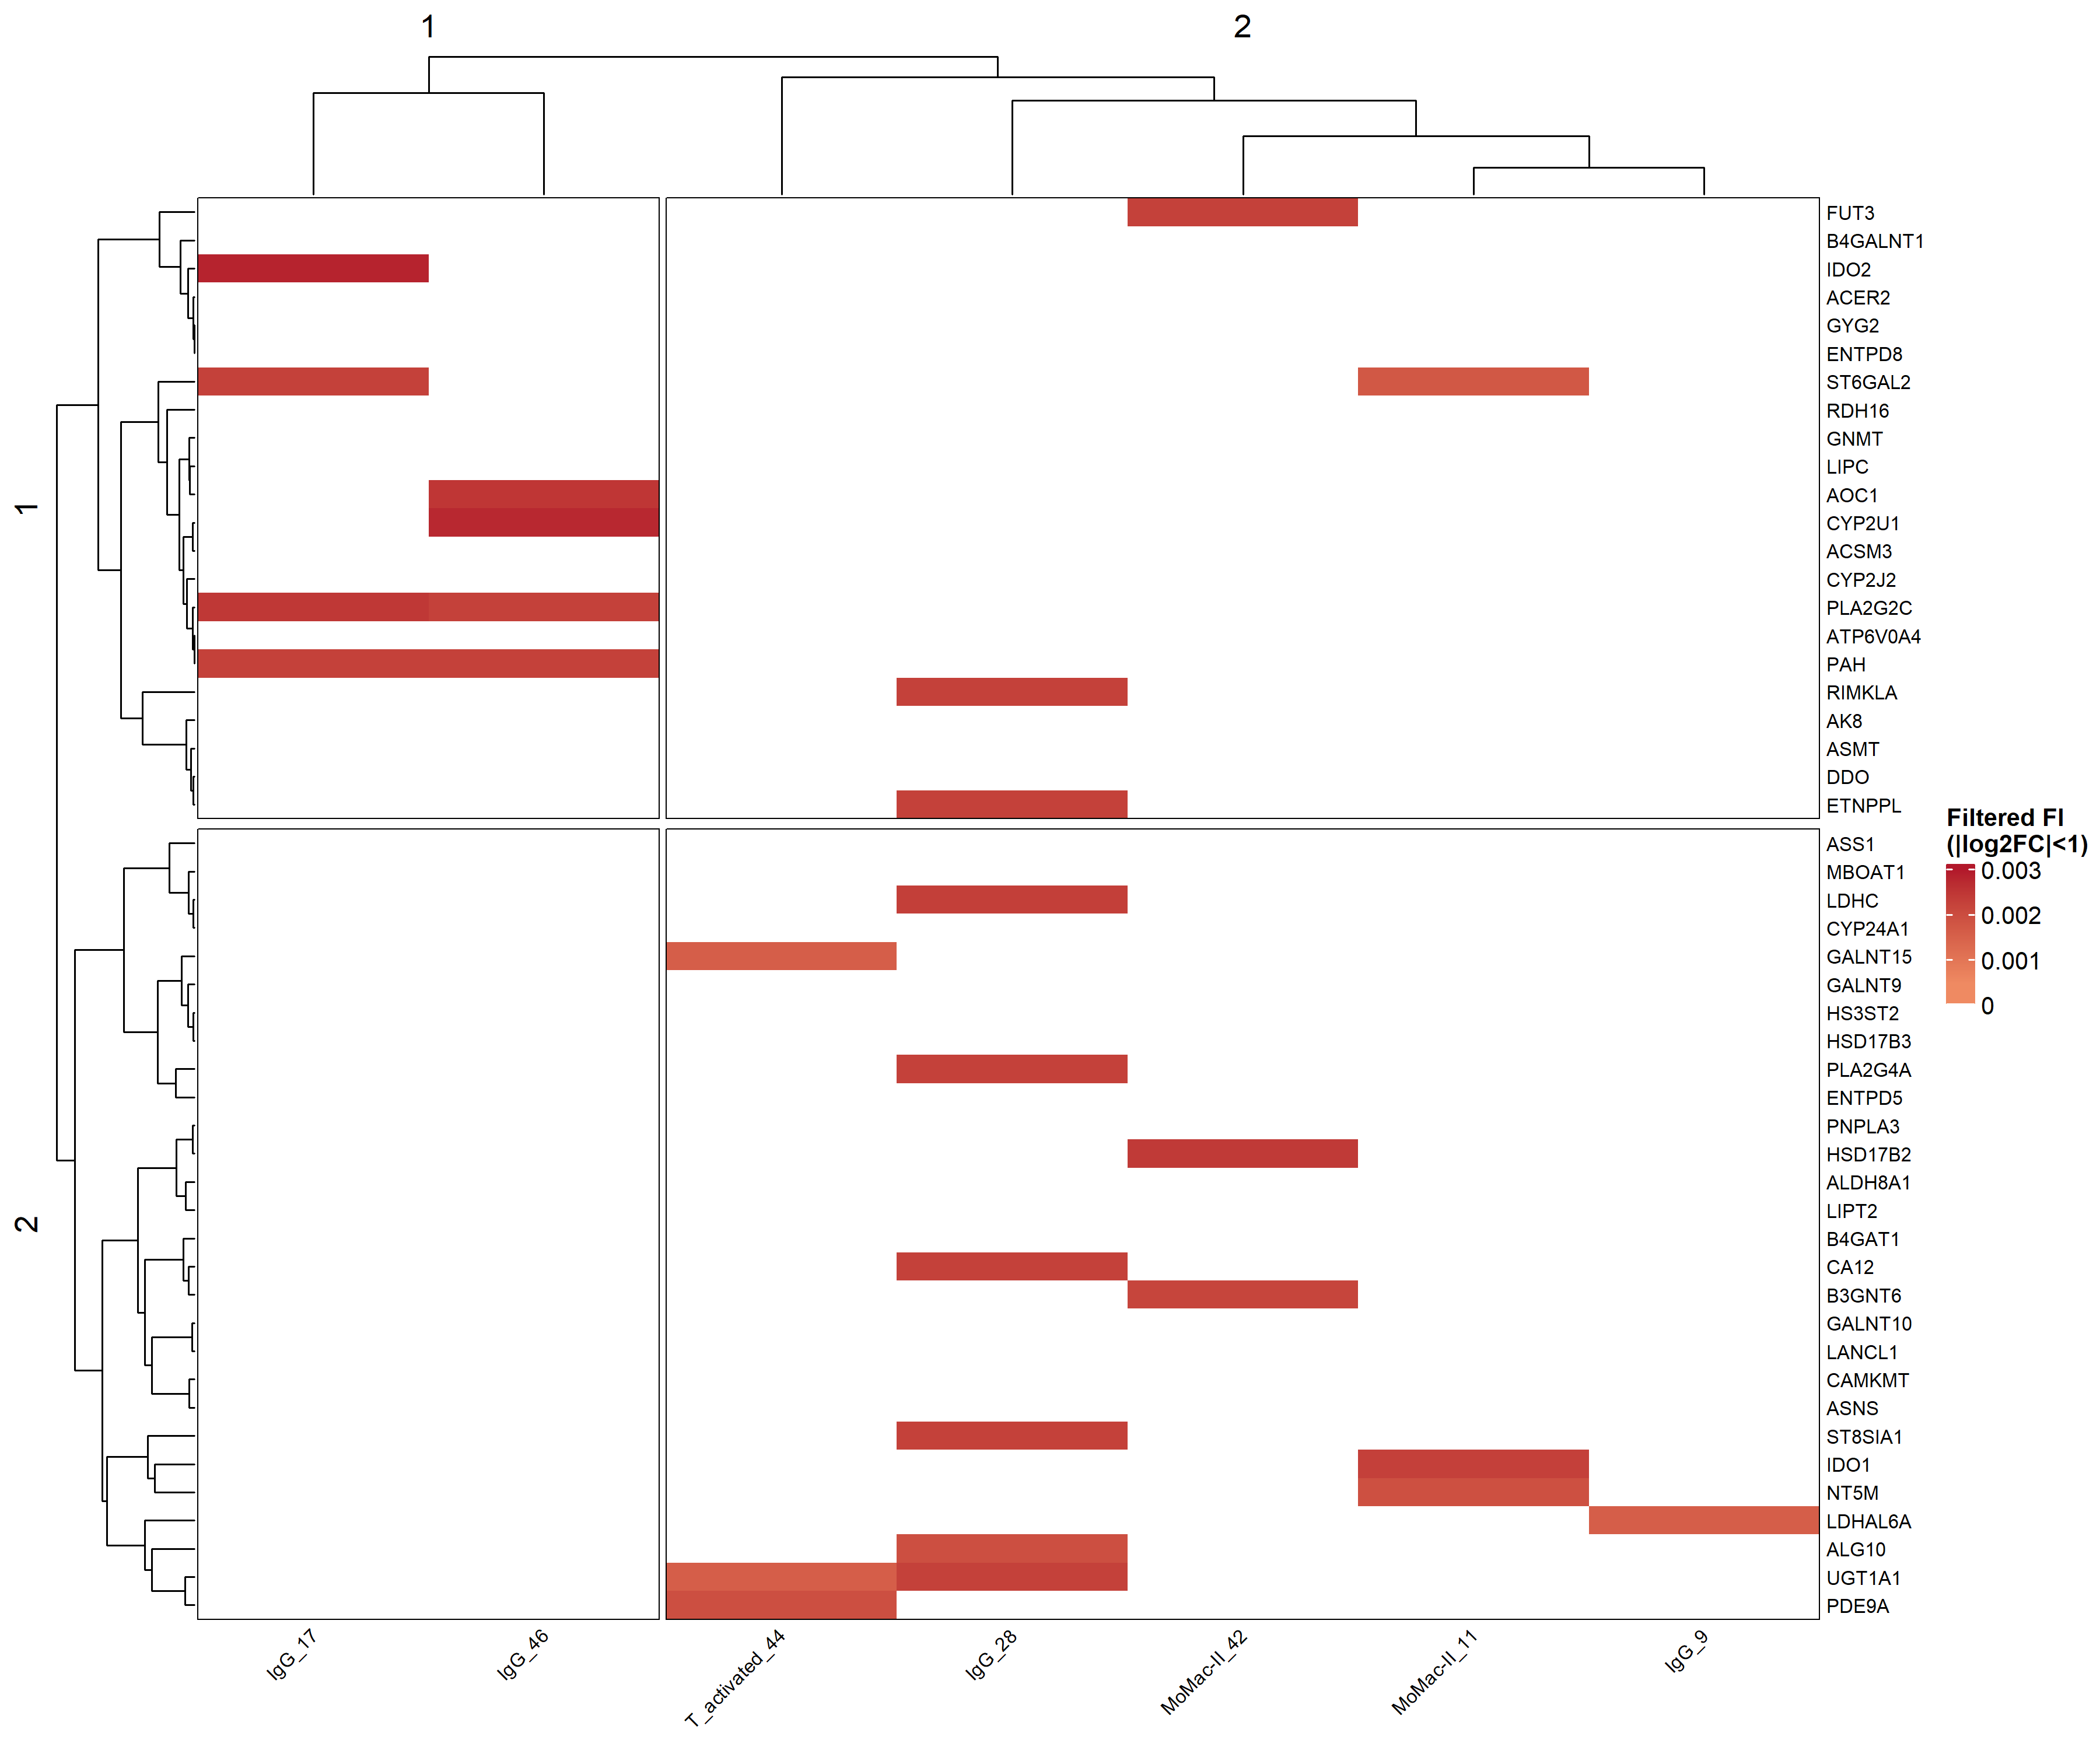 1
2
FUT3
B4GALNT1
IDO2
ACER2
GYG2
ENTPD8
ST6GAL2
RDH16
GNMT
LIPC
1
AOC1
CYP2U1
ACSM3
CYP2J2
PLA2G2C
ATP6V0A4
PAH
RIMKLA
AK8
ASMT
DDO
ETNPPL
Filtered FI
(|log2FC|<1)
0.003
0.002
0.001
0
ASS1
MBOAT1
LDHC
CYP24A1
GALNT15
GALNT9
HS3ST2
HSD17B3
PLA2G4A
ENTPD5
PNPLA3
HSD17B2
ALDH8A1
LIPT2
2
B4GAT1
CA12
B3GNT6
GALNT10
LANCL1
CAMKMT
ASNS
ST8SIA1
IDO1
NT5M
LDHAL6A
ALG10
UGT1A1
PDE9A
IgG_17
IgG_46
T_activated_44
IgG_28
MoMac-II_42
MoMac-II_11
IgG_9